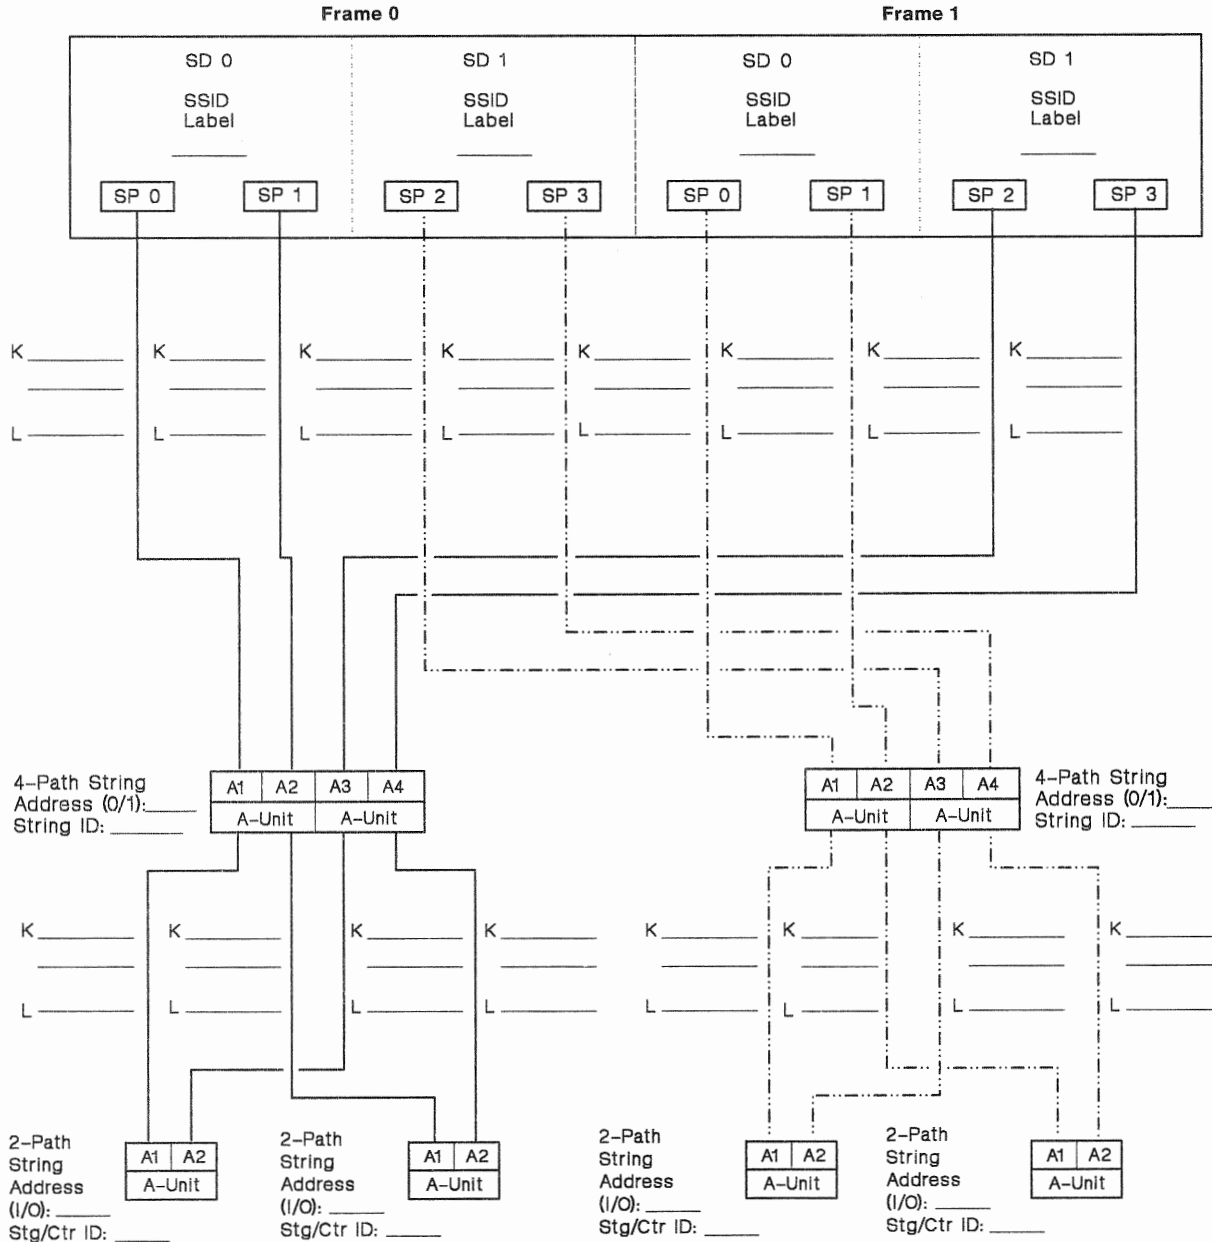 Frame 0 Frame 1
SD 0 SD 1 SD 0 SD 1
SSID SSID SSID SSID
Label Label Label Label
SP 0 SP 1 SP 2 SP 3 SP 0 SP 1 SP 2 SP 3
K K K K K K K K
L L L L L L L L
4-Path String
Address (0/1):
String ID:
A1 A2 A3 A4
A-Unit A-Unit
A1 A2 A3 A4
A-Unit A-Unit
4-Path String
Address (0/1):
String ID:
K K K K K K K K
L L L L L L L L
2-Path
String
Address
(I/O):
Stg/Ctr ID:
A1 A2
A-Unit
2-Path
String
Address
(I/O):
Stg/Ctr ID:
A1 A2
A-Unit
2-Path
String
Address
(I/O):
Stg/Ctr ID:
A1 A2
A-Unit
2-Path
String
Address
(I/O):
Stg/Ctr ID:
A1 A2
A-Unit